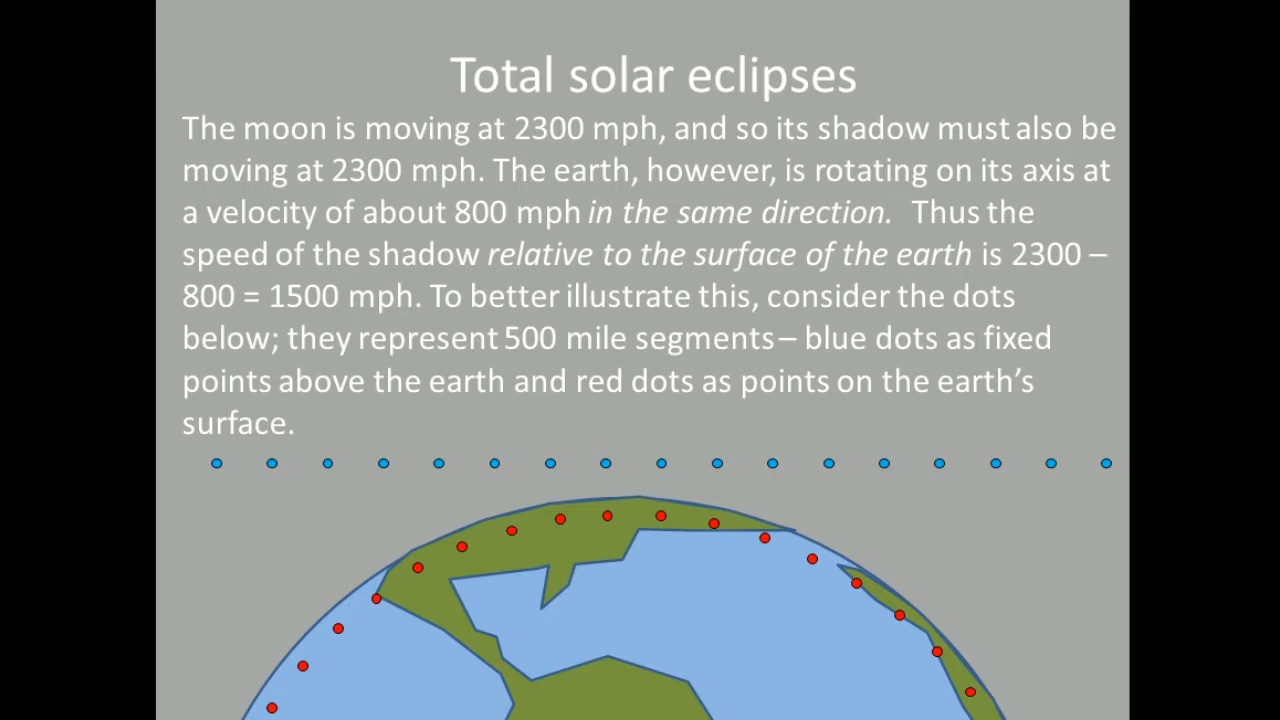 Total solar eclipses
The moon is moving at 2300 mph, and so its shadow must also be
moving at 2300 mph. The earth, however, is rotating on its axis at
a velocity of about 800 mph in the same direction. Thus the
speed of the shadow relative to the surface of the earth is 2300 –
800 = 1500 mph. To better illustrate this, consider the dots
below; they represent 500 mile segments – blue dots as fixed
points above the earth and red dots as points on the earth’s
surface.